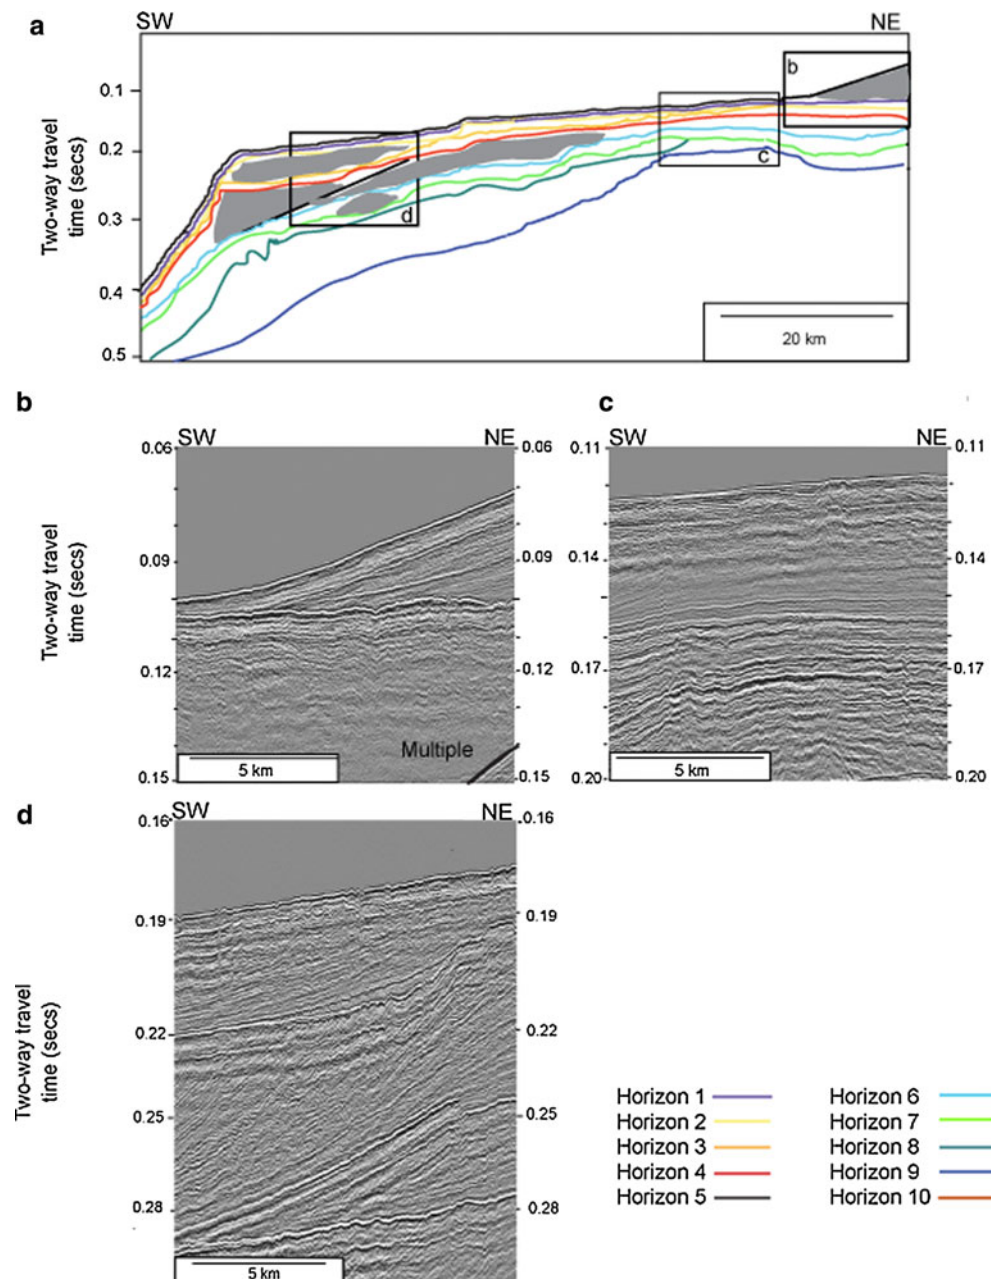 a
SW NE
0.1
0.2
0.3
0.4
0.5
Two-way travel
time (secs)
b
c
d
20 km
b
SW NE
0.06 0.06
0.09 0.09
0.12 0.12
0.15 0.15
Two-way travel
time (secs)
Multiple
5 km
c
SW NE
0.11 0.11
0.14 0.14
0.17 0.17
0.20 0.20
5 km
d
SW NE
0.16 0.16
0.19 0.19
0.22 0.22
0.25 0.25
0.28 0.28
Two-way travel
time (secs)
5 km
Horizon 1
Horizon 2
Horizon 3
Horizon 4
Horizon 5
Horizon 6
Horizon 7
Horizon 8
Horizon 9
Horizon 10